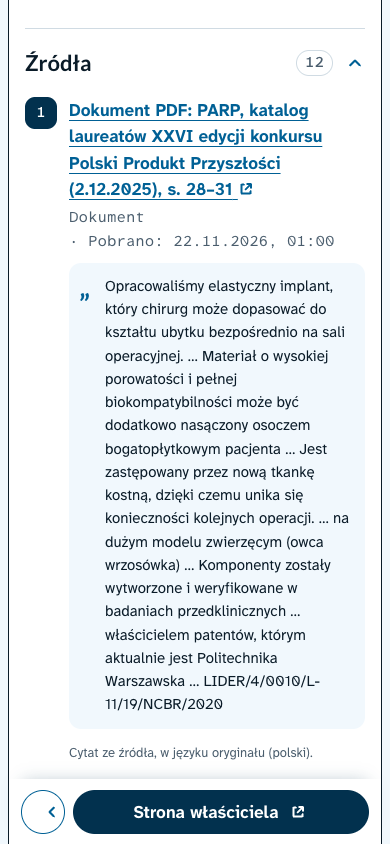 Źródła
12
1
Dokument PDF: PARP, katalog
laureatów XXVI edycji konkursu
Polski Produkt Przyszłości
(2.12.2025), s. 28–31
Dokument
· Pobrano: 22.11.2026, 01:00
”
Opracowaliśmy elastyczny implant,
który chirurg może dopasować do
kształtu ubytku bezpośrednio na sali
operacyjnej. ... Materiał o wysokiej
porowatości i pełnej
biokompatybilności może być
dodatkowo nasączony osoczem
bogatopłytkowym pacjenta ... Jest
zastępowany przez nową tkankę
kostną, dzięki czemu unika się
konieczności kolejnych operacji. ... na
dużym modelu zwierzęcym (owca
wrzosówka) ... Komponenty zostały
wytworzone i weryfikowane w
badaniach przedklinicznych ...
właścicielem patentów, którym
aktualnie jest Politechnika
Warszawska ... LIDER/4/0010/L-
11/19/NCBR/2020
Cytat ze źródła, w języku oryginału (polski).
Strona właściciela